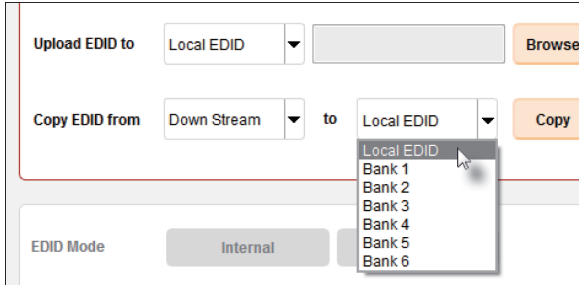 Upload EDID to Local EDID Browse
Copy EDID from Down Stream to Local EDID Copy
Local EDID
Bank 1
Bank 2
Bank 3
Bank 4
Bank 5
Bank 6
EDID Mode Internal